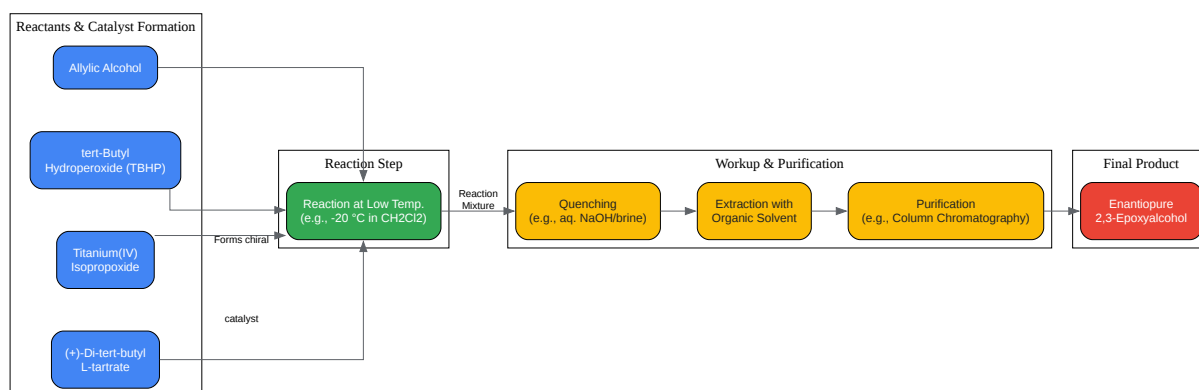 Reactants & Catalyst Formation
Allylic Alcohol
tert-Butyl
Hydroperoxide (TBHP)
Titanium(IV)
Isopropoxide
(+)-Di-tert-butyl
L-tartrate
Forms chiral
catalyst
Reaction Step
Reaction at Low Temp.
(e.g., -20 °C in CH2Cl2)
Reaction
Mixture
Workup & Purification
Quenching
(e.g., aq. NaOH/brine)
Extraction with
Organic Solvent
Purification
(e.g., Column Chromatography)
Final Product
Enantiopure
2,3-Epoxyalcohol